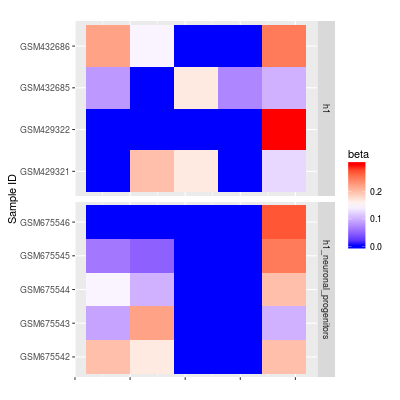 GSM432686
GSM432685
GSM429322
GSM429321
h1
GSM675546
GSM675545
GSM675544
GSM675543
GSM675542
h1_neuronal_progenitors
Sample ID
beta
0.2
0.1
0.0